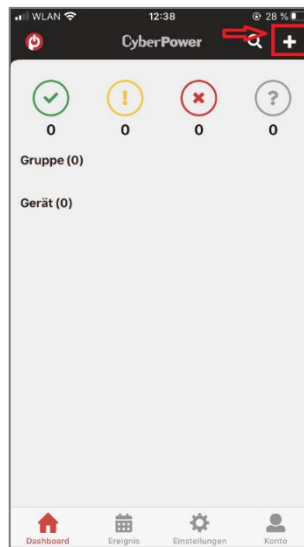 WLAN 12:38 28 %
CyberPower
0 0 0 0
Gruppe (0)
Gerät (0)
Dashboard Ereignis Einstellungen Konto